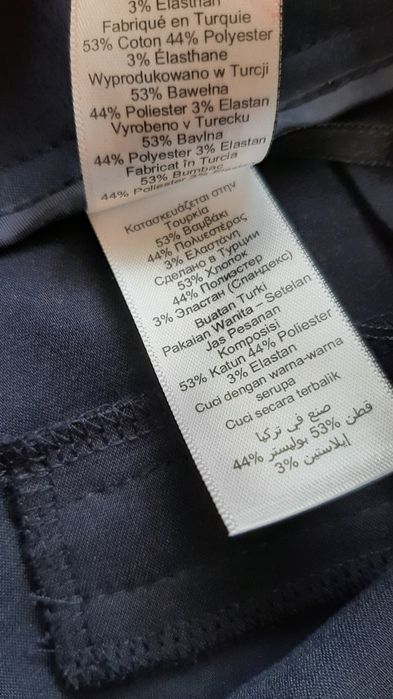 3% Elasthan
Fabriqué en Turquie
53% Coton 44% Polyester
3% Élasthane
Wyprodukowano w Turcji
53% Bawełna
44% Poliester 3% Elastan
Vyrobeno v Turecku
53% Bavlna
44% Polyester 3% Elastan
Fabricat în Turcia
53% Bumbac
44% Poliester 3% Elastan
Κατασκευάζεται στην
Τουρκία
53% Βαμβάκι
44% Πολυεστέρας
3% Ελαστάνη
Сделано в Турции
53% Хлопок
44% Полиэстер
3% Эластан (Спандекс)
Buatan Turki
Pakaian Wanita – Setelan
Jas Pesanan
Komposisi
53% Katun 44% Poliester
3% Elastan
Cuci dengan warna-warna
serupa
Cuci secara terbalik
صنع في تركيا
قطن %53 بوليستر %44
إيلاستين %3